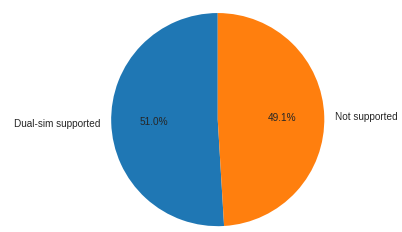 Dual-sim supported
51.0%
49.1%
Not supported